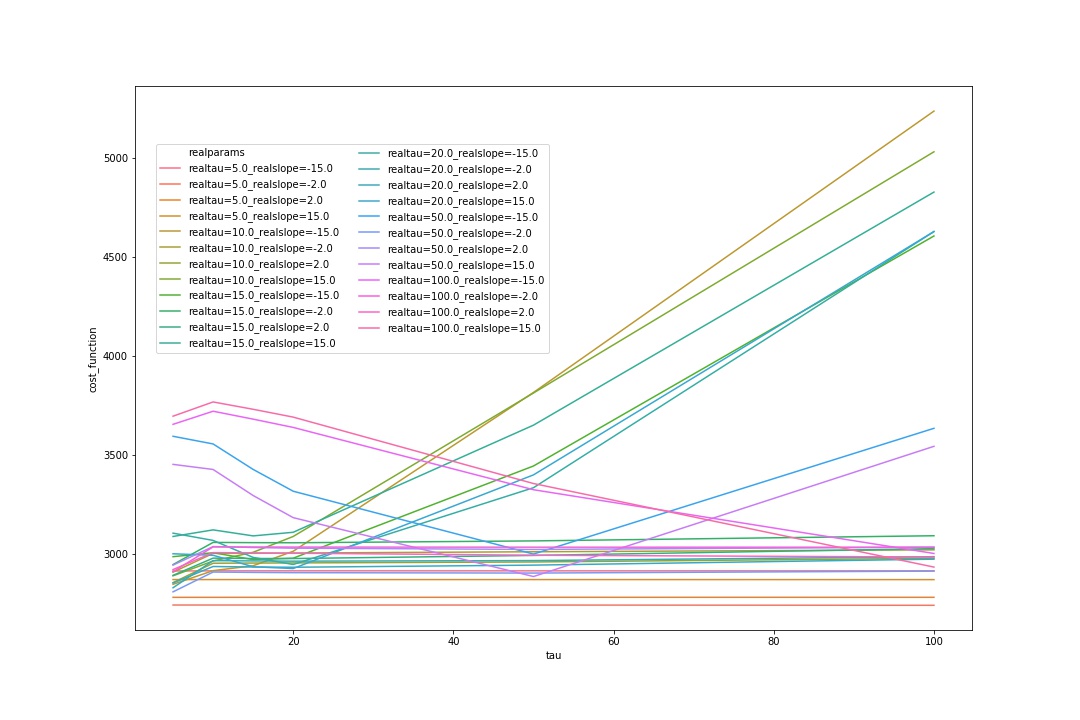 5000
4500
4000
3500
3000
cost_function
20
40
60
80
100
tau
realparams
realtau=5.0_realslope=-15.0
realtau=5.0_realslope=-2.0
realtau=5.0_realslope=2.0
realtau=5.0_realslope=15.0
realtau=10.0_realslope=-15.0
realtau=10.0_realslope=-2.0
realtau=10.0_realslope=2.0
realtau=10.0_realslope=15.0
realtau=15.0_realslope=-15.0
realtau=15.0_realslope=-2.0
realtau=15.0_realslope=2.0
realtau=15.0_realslope=15.0
realtau=20.0_realslope=-15.0
realtau=20.0_realslope=-2.0
realtau=20.0_realslope=2.0
realtau=20.0_realslope=15.0
realtau=50.0_realslope=-15.0
realtau=50.0_realslope=-2.0
realtau=50.0_realslope=2.0
realtau=50.0_realslope=15.0
realtau=100.0_realslope=-15.0
realtau=100.0_realslope=-2.0
realtau=100.0_realslope=2.0
realtau=100.0_realslope=15.0